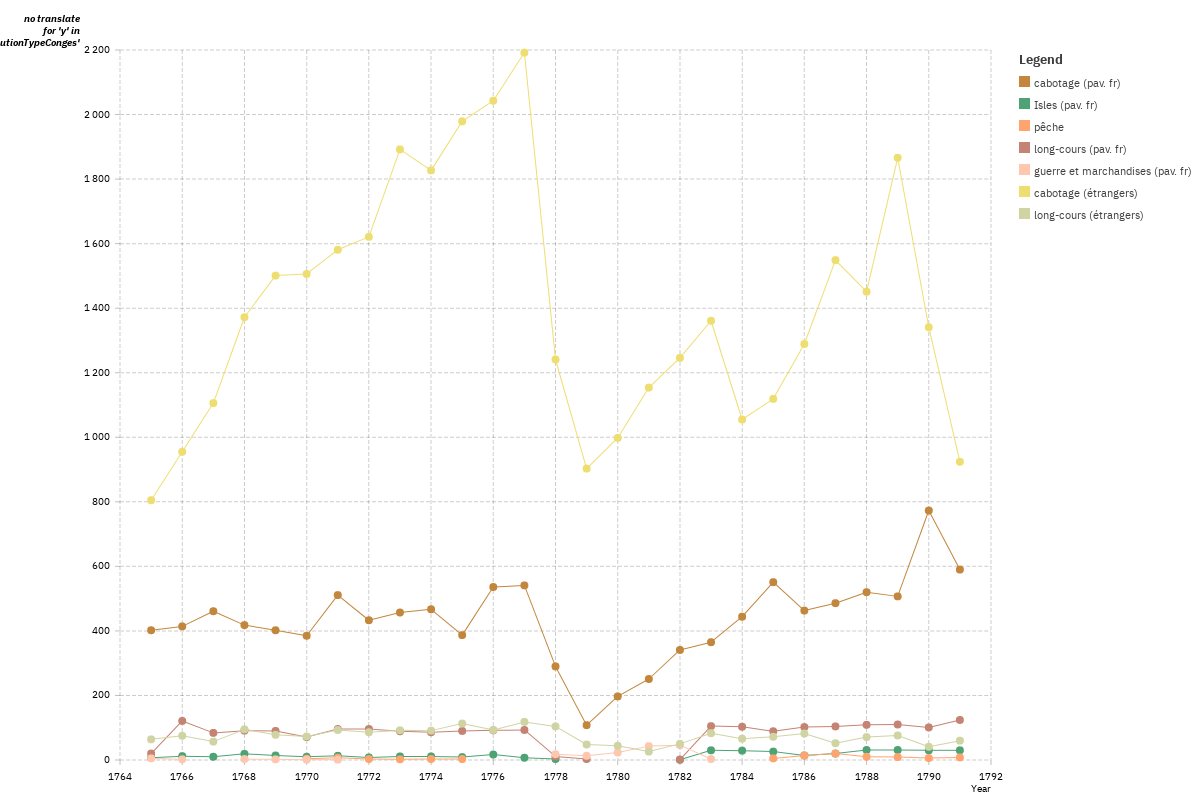 no translate
for 'y' in
utionTypeConges'
2 200
2 000
1 800
1 600
1 400
1 200
1 000
800
600
400
200
0
1764 1766 1768 1770 1772 1774 1776 1778 1780 1782 1784 1786 1788 1790 1792
Year
Legend
cabotage (pav. fr)
Isles (pav. fr)
pêche
long-cours (pav. fr)
guerre et marchandises (pav. fr)
cabotage (étrangers)
long-cours (étrangers)